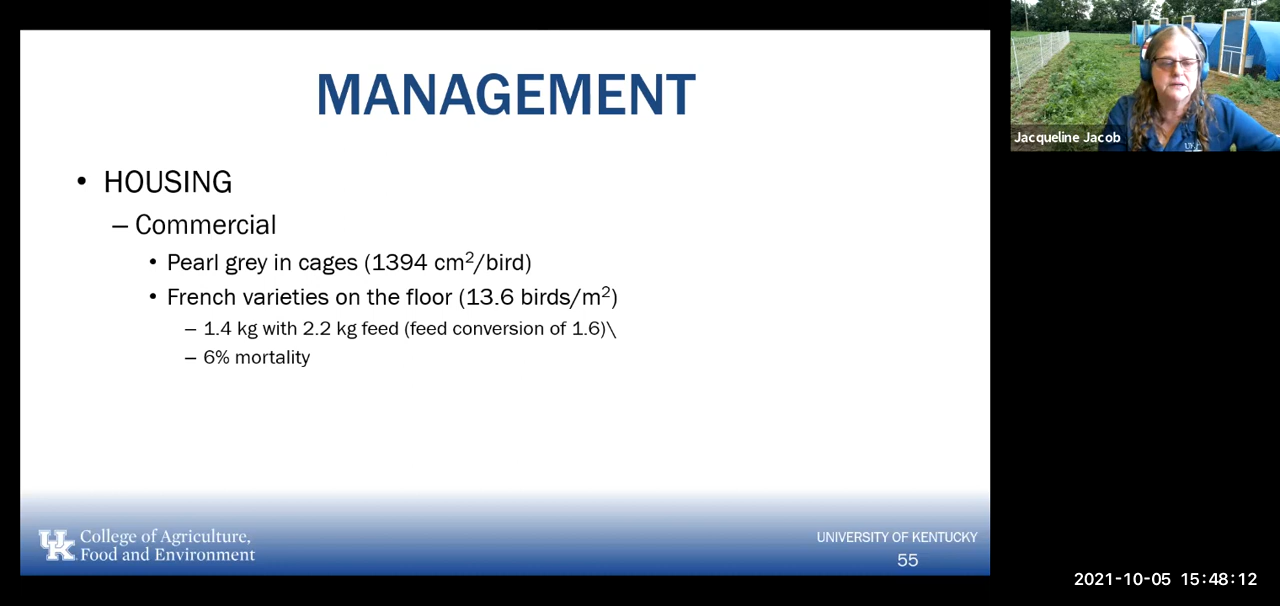 MANAGEMENT
• HOUSING
– Commercial
• Pearl grey in cages (1394 cm²/bird)
• French varieties on the floor (13.6 birds/m²)
– 1.4 kg with 2.2 kg feed (feed conversion of 1.6)\
– 6% mortality
UK College of Agriculture,
Food and Environment
UNIVERSITY OF KENTUCKY
55
Jacqueline Jacob
2021-10-05 15:48:12